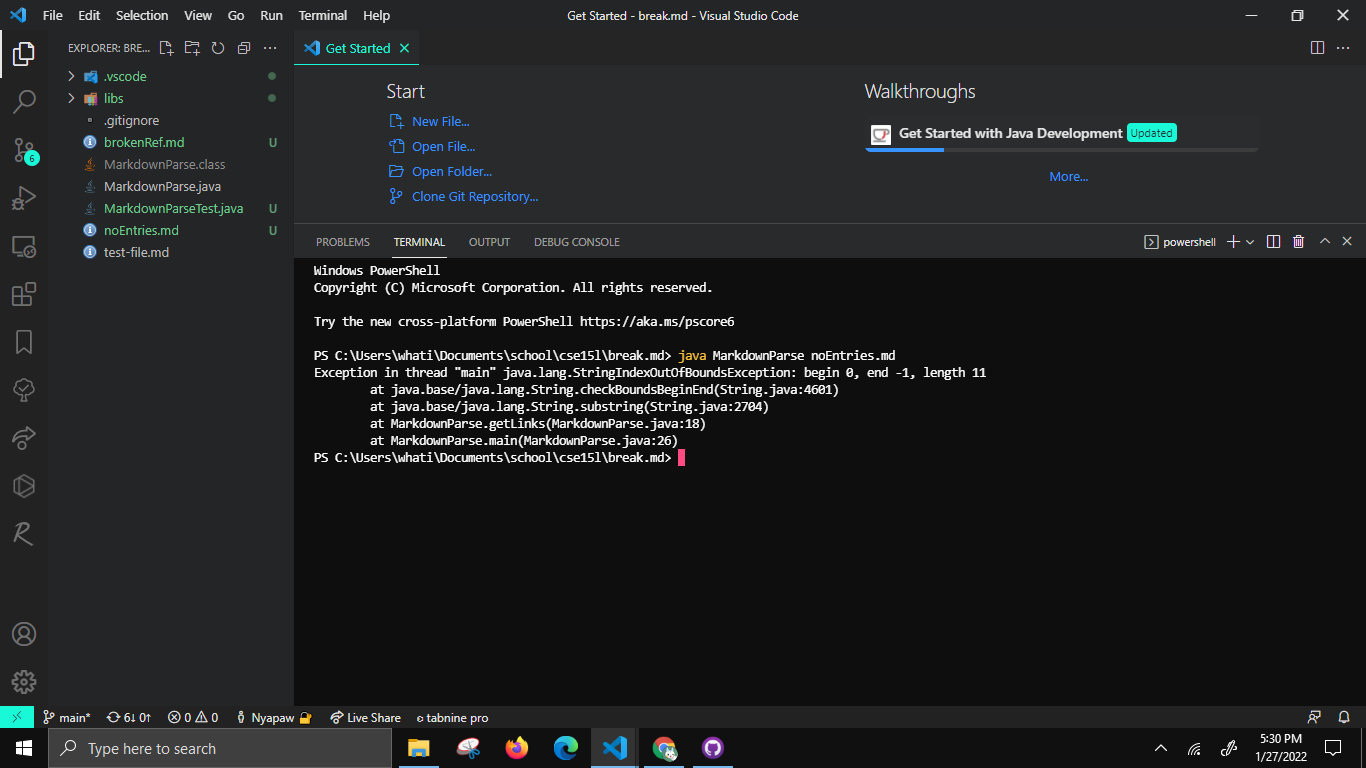 File Edit Selection View Go Run Terminal Help
Get Started - break.md - Visual Studio Code
EXPLORER: BRE...
.vscode
libs
.gitignore
brokenRef.md U
MarkdownParse.class
MarkdownParse.java
MarkdownParseTest.java U
noEntries.md U
test-file.md
6
Get Started
Start
New File...
Open File...
Open Folder...
Clone Git Repository...
Walkthroughs
Get Started with Java Development Updated
More...
PROBLEMS TERMINAL OUTPUT DEBUG CONSOLE
powershell
Windows PowerShell
Copyright (C) Microsoft Corporation. All rights reserved.
Try the new cross-platform PowerShell https://aka.ms/pscore6
PS C:\Users\whati\Documents\school\cse15l\break.md> java MarkdownParse noEntries.md
Exception in thread "main" java.lang.StringIndexOutOfBoundsException: begin 0, end -1, length 11
at java.base/java.lang.String.checkBoundsBeginEnd(String.java:4601)
at java.base/java.lang.String.substring(String.java:2704)
at MarkdownParse.getLinks(MarkdownParse.java:18)
at MarkdownParse.main(MarkdownParse.java:26)
PS C:\Users\whati\Documents\school\cse15l\break.md>
main* 6↓ 0↑ 0 0 Nyapaw Live Share tabnine pro
Type here to search
5:30 PM
1/27/2022